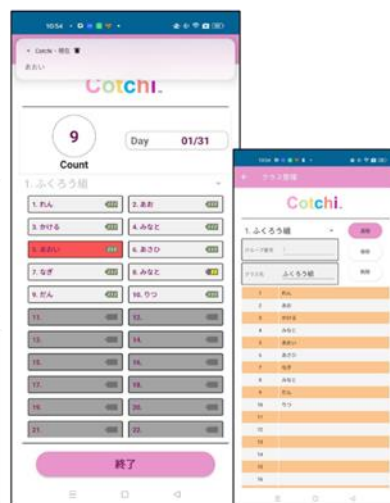 10:54
Cotchi・現在
あおい
Cotchi.
9
Count
Day 01/31
1. ふくろう組
1. れん
2. あお
3. かける
4. みなと
5. あおい
6. あさひ
7. なぎ
8. みなと
9. だん
10. りつ
11.
12.
13.
14.
15.
16.
17.
18.
19.
20.
21.
22.
終了
クラス管理
Cotchi.
1. ふくろう組
クラス名 ふくろう組
1 れん
2 あお
3 かける
4 みなと
5 あおい
6 あさひ
7 なぎ
8 みなと
9 だん
10 りつ
11
12
13
14
15
16